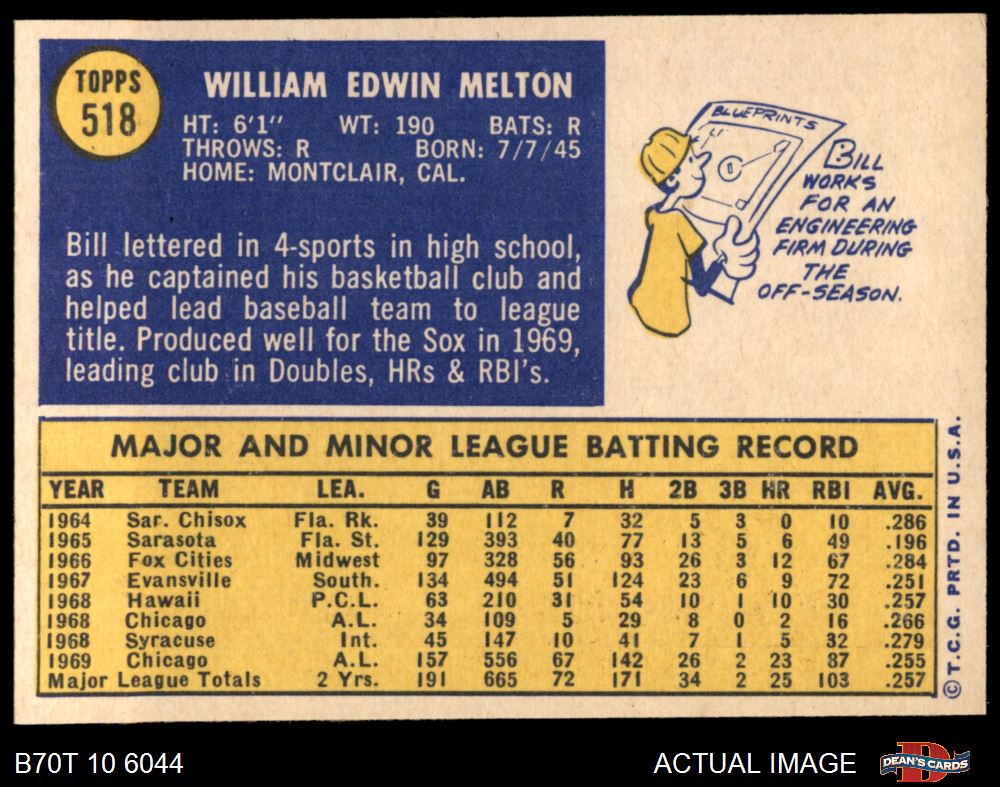 TOPPS
518
WILLIAM EDWIN MELTON
HT: 6'1" WT: 190 BATS: R
THROWS: R BORN: 7/7/45
HOME: MONTCLAIR, CAL.
Bill lettered in 4-sports in high school,
as he captained his basketball club and
helped lead baseball team to league
title. Produced well for the Sox in 1969,
leading club in Doubles, HRs & RBI's.
BLUEPRINTS
BILL
WORKS
FOR AN
ENGINEERING
FIRM DURING
THE
OFF-SEASON.
MAJOR AND MINOR LEAGUE BATTING RECORD
YEAR TEAM LEA. G AB R H 2B 3B HR RBI AVG.
1964 Sar. Chisox Fla. Rk. 39 112 7 32 5 3 0 10 .286
1965 Sarasota Fla. St. 129 393 40 77 13 5 6 49 .196
1966 Fox Cities Midwest 97 328 56 93 26 3 12 67 .284
1967 Evansville South. 134 494 51 124 23 6 9 72 .251
1968 Hawaii P.C.L. 63 210 31 54 10 1 10 30 .257
1968 Chicago A.L. 34 109 5 29 8 0 2 16 .266
1968 Syracuse Int. 45 147 10 41 7 1 5 32 .279
1969 Chicago A.L. 157 556 67 142 26 2 23 87 .255
Major League Totals 2 Yrs. 191 665 72 171 34 2 25 103 .257
© T.C.G. PRTD. IN U.S.A.
B70T 10 6044
ACTUAL IMAGE
DEAN'S CARDS